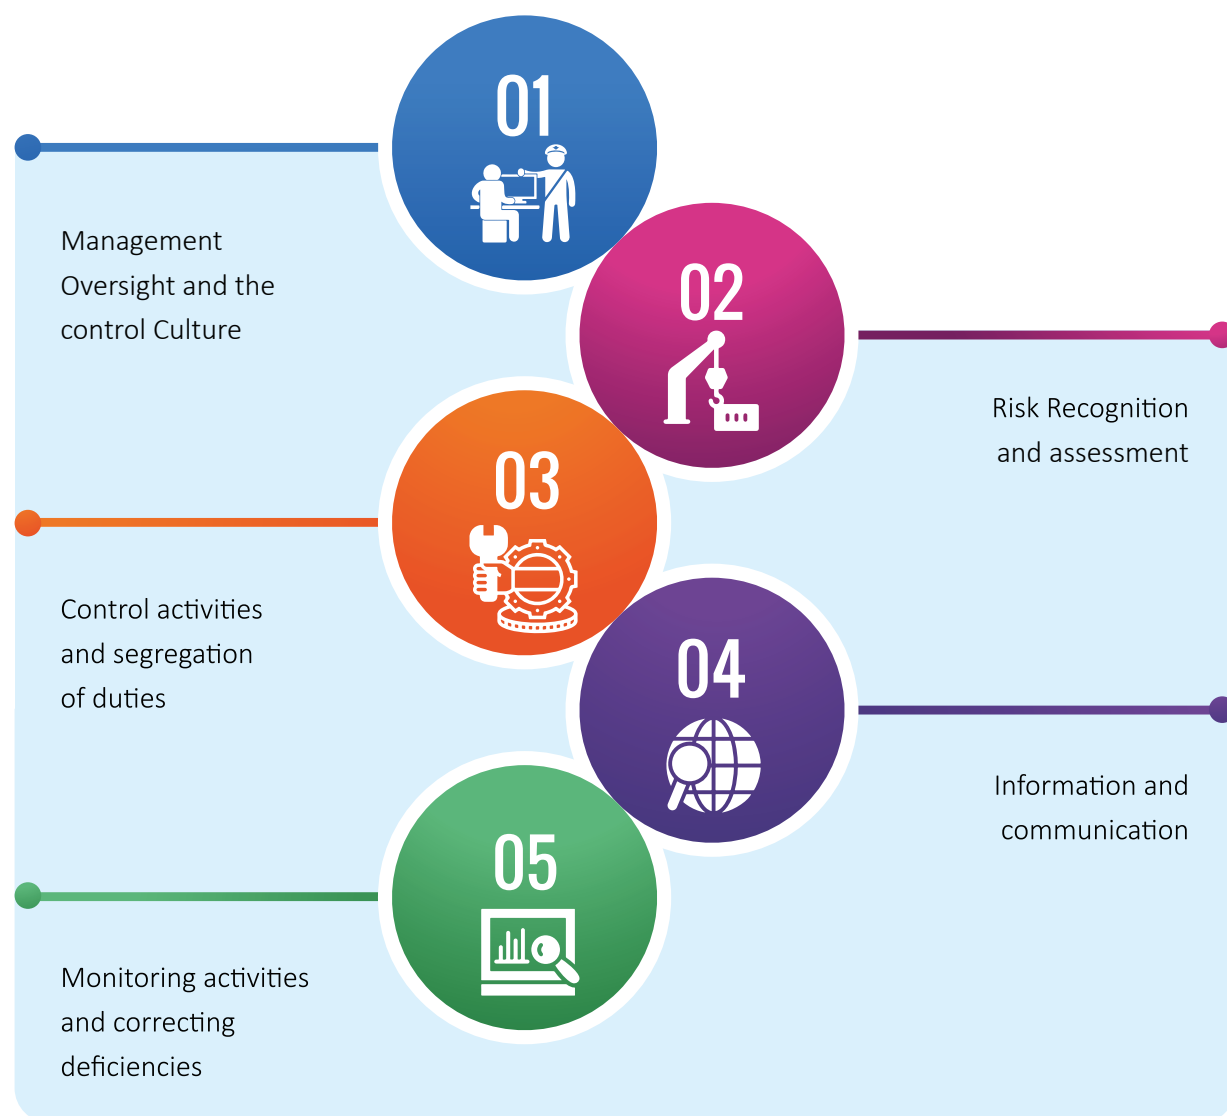 01
Management
Oversight and the
control Culture
02
Risk Recognition
and assessment
03
Control activities
and segregation
of duties
04
Information and
communication
05
Monitoring activities
and correcting
deficiencies